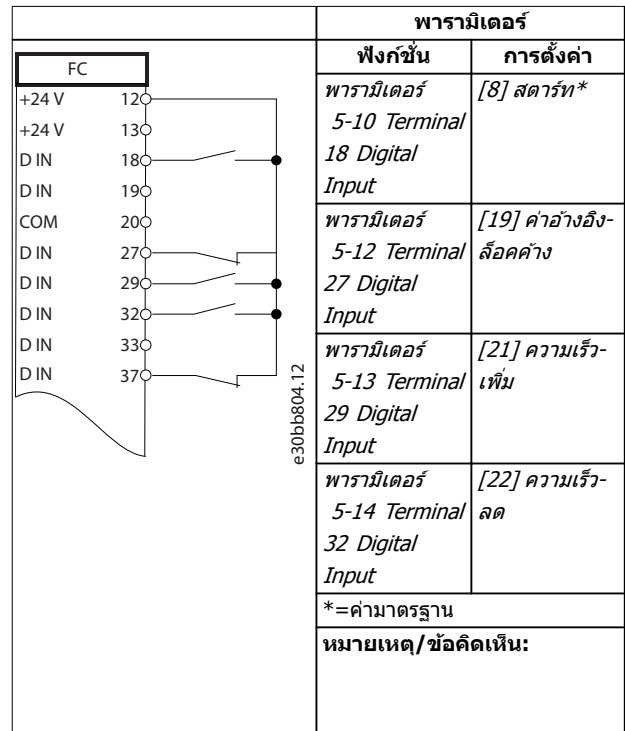 พารามิเตอร์
ฟังก์ชั่น การตั้งค่า
FC
+24 V 12
+24 V 13
D IN 18
D IN 19
COM 20
D IN 27
D IN 29
D IN 32
D IN 33
D IN 37
e30bb804.12
พารามิเตอร์ [8] สตาร์ท*
5-10 Terminal
18 Digital
Input
พารามิเตอร์ [19] ค่าอ้างอิง-
5-12 Terminal ล็อคค้าง
27 Digital
Input
พารามิเตอร์ [21] ความเร็ว-
5-13 Terminal เพิ่ม
29 Digital
Input
พารามิเตอร์ [22] ความเร็ว-
5-14 Terminal ลด
32 Digital
Input
*=ค่ามาตรฐาน
หมายเหตุ/ข้อคิดเห็น: